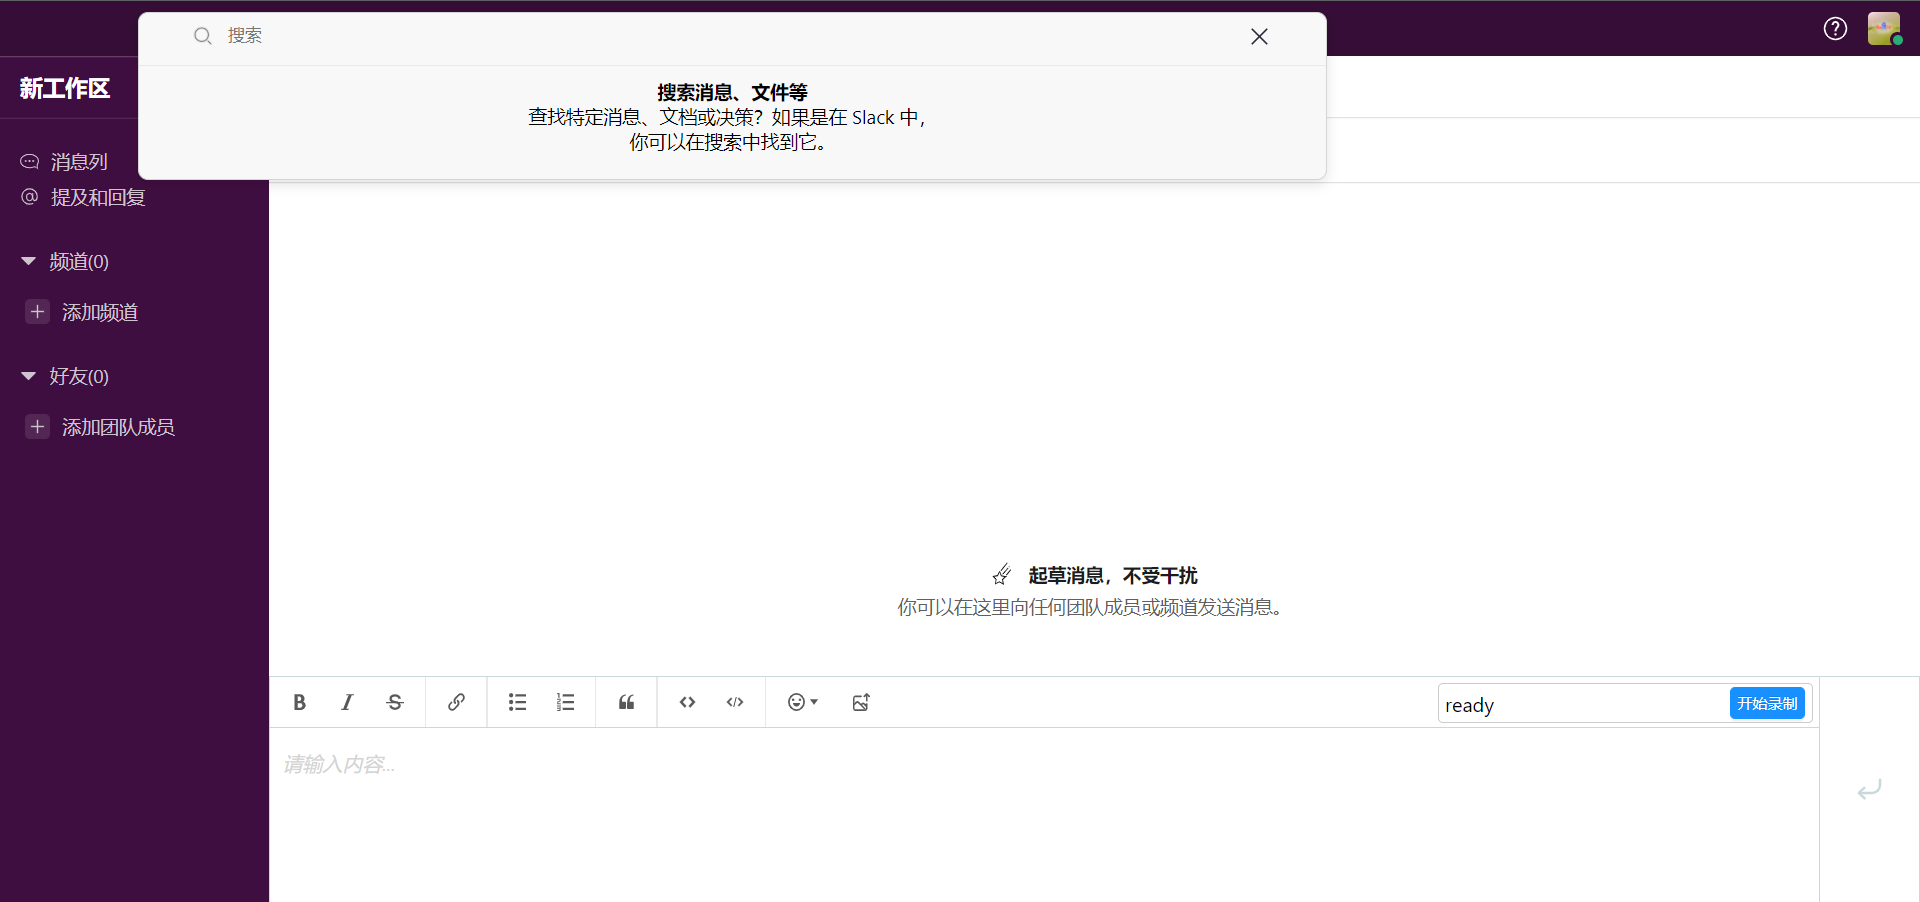 搜索
搜索消息、文件等
查找特定消息、文档或决策？如果是在 Slack 中，
你可以在搜索中找到它。
新工作区
消息列
提及和回复
频道(0)
添加频道
好友(0)
添加团队成员
起草消息，不受干扰
你可以在这里向任何团队成员或频道发送消息。
ready
开始录制
请输入内容...